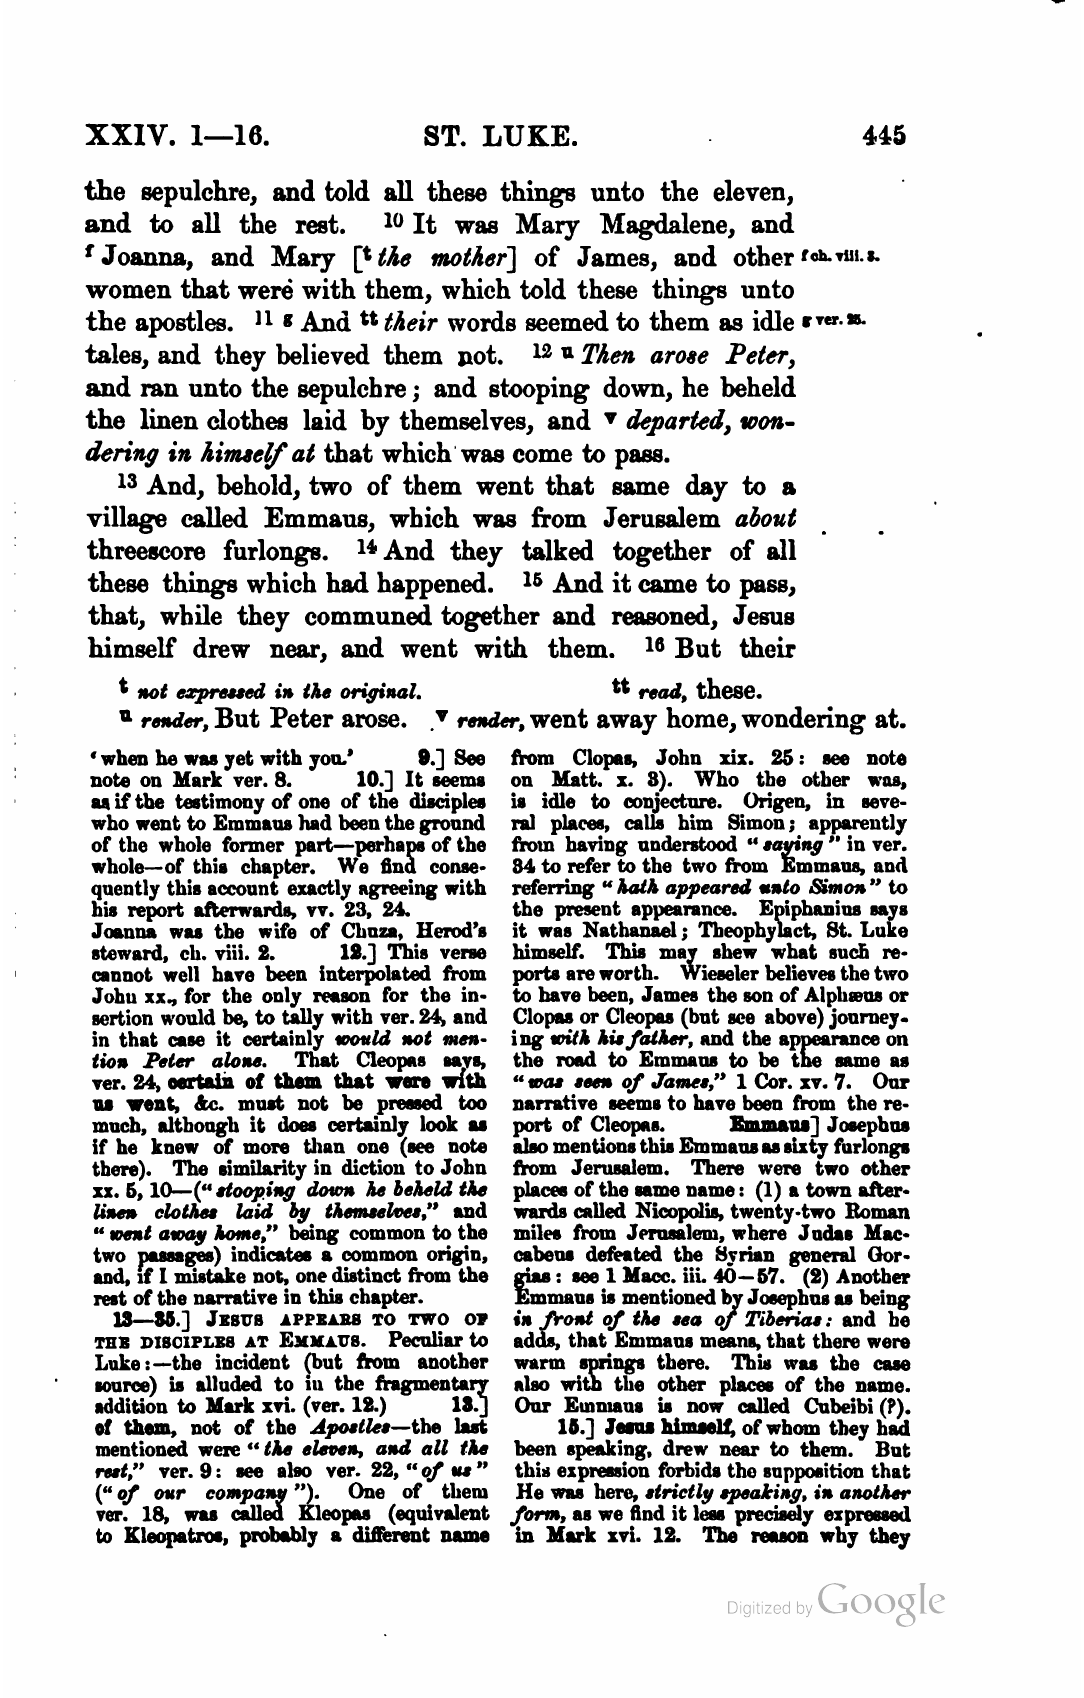 XXIV. 1—16. ST. LUKE. 445
the sepulchre, and told all these things unto the eleven,
and to all the rest. 10 It was Mary Magdalene, and
f Joanna, and Mary [t the mother] of James, and other f ch. viii. 3.
women that were with them, which told these things unto
the apostles. 11 g And tt their words seemed to them as idle g ver. 25.
tales, and they believed them not. 12 u Then arose Peter,
and ran unto the sepulchre; and stooping down, he beheld
the linen clothes laid by themselves, and v departed, won-
dering in himself at that which was come to pass.
13 And, behold, two of them went that same day to a
village called Emmaus, which was from Jerusalem about
threescore furlongs. 14 And they talked together of all
these things which had happened. 15 And it came to pass,
that, while they communed together and reasoned, Jesus
himself drew near, and went with them. 16 But their
t not expressed in the original. tt read, these.
u render, But Peter arose. v render, went away home, wondering at.
‘when he was yet with you.’ 9.] See
note on Mark ver. 8. 10.] It seems
as if the testimony of one of the disciples
who went to Emmaus had been the ground
of the whole former part—perhaps of the
whole—of this chapter. We find conse-
quently this account exactly agreeing with
his report afterwards, vv. 23, 24.
Joanna was the wife of Chuza, Herod's
steward, ch. viii. 2. 12.] This verse
cannot well have been interpolated from
John xx., for the only reason for the in-
sertion would be, to tally with ver. 24, and
in that case it certainly would not men-
tion Peter alone. That Cleopas says,
ver. 24, certain of them that were with
us went, &c. must not be pressed too
much, although it does certainly look as
if he knew of more than one (see note
there). The similarity in diction to John
xx. 5, 10—(“stooping down he beheld the
linen clothes laid by themselves,” and
“went away home,” being common to the
two passages) indicates a common origin,
and, if I mistake not, one distinct from the
rest of the narrative in this chapter.
13—35.] JESUS APPEARS TO TWO OF
THE DISCIPLES AT EMMAUS. Peculiar to
Luke:—the incident (but from another
source) is alluded to in the fragmentary
addition to Mark xvi. (ver. 12.) 13.]
of them, not of the Apostles—the last
mentioned were “the eleven, and all the
rest,” ver. 9: see also ver. 22, “of us”
(“of our company”). One of them
ver. 18, was called Kleopas (equivalent
to Kleopatros, probably a different name
from Clopas, John xix. 25: see note
on Matt. x. 3). Who the other was,
is idle to conjecture. Origen, in seve-
ral places, calls him Simon; apparently
from having understood “saying” in ver.
34 to refer to the two from Emmaus, and
referring “hath appeared unto Simon” to
the present appearance. Epiphanius says
it was Nathanael; Theophylact, St. Luke
himself. This may shew what such re-
ports are worth. Wieseler believes the two
to have been, James the son of Alphæus or
Clopas or Cleopas (but see above) journey-
ing with his father, and the appearance on
the road to Emmaus to be the same as
“was seen of James,” 1 Cor. xv. 7. Our
narrative seems to have been from the re-
port of Cleopas. Emmaus] Josephus
also mentions this Emmaus as sixty furlongs
from Jerusalem. There were two other
places of the same name: (1) a town after-
wards called Nicopolis, twenty-two Roman
miles from Jerusalem, where Judas Mac-
cabeus defeated the Syrian general Gor-
gias: see 1 Macc. iii. 40—57. (2) Another
Emmaus is mentioned by Josephus as being
in front of the sea of Tiberias: and he
adds, that Emmaus means, that there were
warm springs there. This was the case
also with the other places of the name.
Our Emmaus is now called Cubeibi (?).
15.] Jesus himself, of whom they had
been speaking, drew near to them. But
this expression forbids the supposition that
He was here, strictly speaking, in another
form, as we find it less precisely expressed
in Mark xvi. 12. The reason why they
Digitized by Google